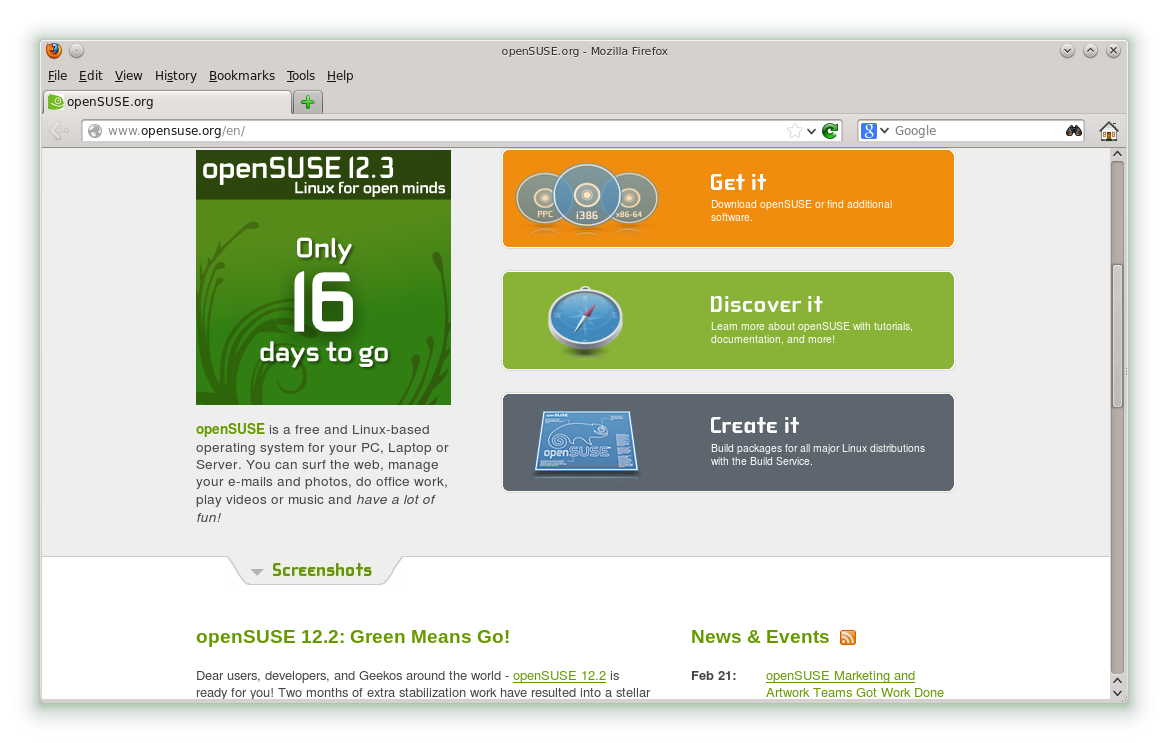 openSUSE.org - Mozilla Firefox
File Edit View History Bookmarks Tools Help
openSUSE.org
www.opensuse.org/en/
8 Google
openSUSE 12.3
Linux for open minds
Only
16
days to go
openSUSE is a free and Linux-based
operating system for your PC, Laptop or
Server. You can surf the web, manage
your e-mails and photos, do office work,
play videos or music and have a lot of
fun!
PPC i386 x86-64
Get it
Download openSUSE or find additional
software.
Discover it
Learn more about openSUSE with tutorials,
documentation, and more!
openSUSE
openSUSE
Create it
Build packages for all major Linux distributions
with the Build Service.
Screenshots
openSUSE 12.2: Green Means Go!
Dear users, developers, and Geekos around the world - openSUSE 12.2 is
ready for you! Two months of extra stabilization work have resulted into a stellar
News & Events
Feb 21: openSUSE Marketing and
Artwork Teams Got Work Done